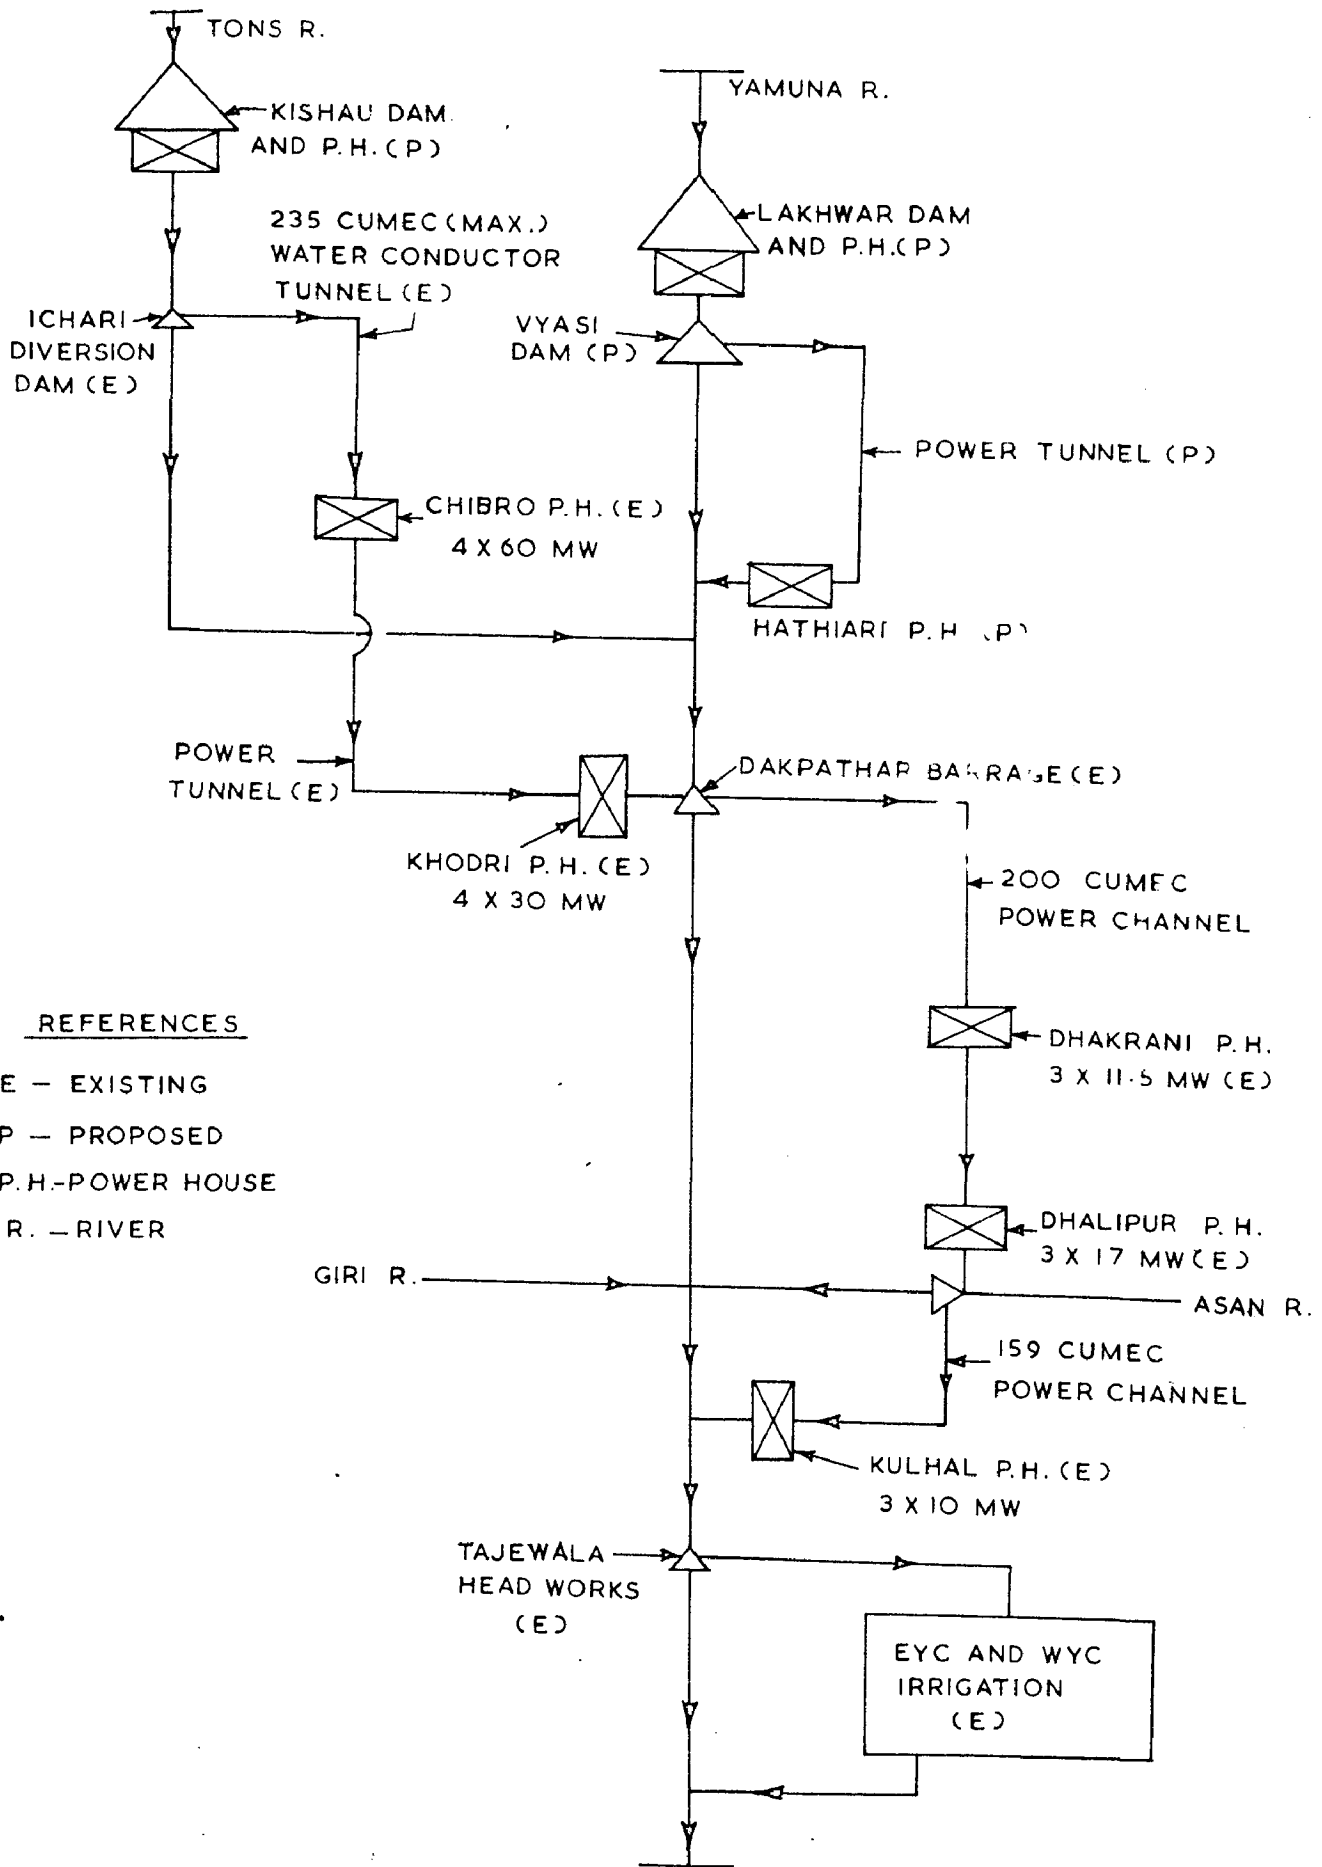 TONS R.
KISHAU DAM
AND P.H.(P)
YAMUNA R.
LAKHWAR DAM
AND P.H.(P)
235 CUMEC(MAX.)
WATER CONDUCTOR
TUNNEL(E)
ICHARI
DIVERSION
DAM(E)
VYASI
DAM(P)
POWER TUNNEL(P)
CHIBRO P.H.(E)
4 X 60 MW
HATHIARI P.H (P)
POWER
TUNNEL(E)
DAKPATHAR BARRAGE(E)
KHODRI P.H.(E)
4 X 30 MW
200 CUMEC
POWER CHANNEL
REFERENCES
E – EXISTING
P – PROPOSED
P.H.-POWER HOUSE
R. – RIVER
DHAKRANI P.H.
3 X 11.5 MW(E)
DHALIPUR P.H.
3 X 17 MW(E)
GIRI R.
ASAN R.
159 CUMEC
POWER CHANNEL
KULHAL P.H.(E)
3 X 10 MW
TAJEWALA
HEAD WORKS
(E)
EYC AND WYC
IRRIGATION
(E)